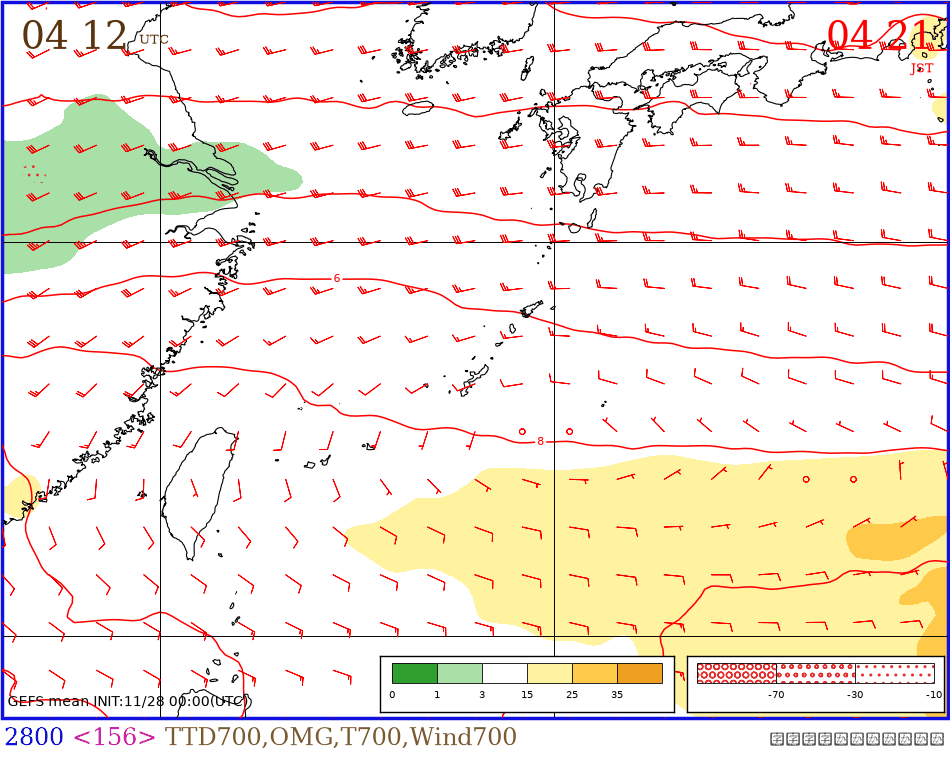 04 12 UTC
04 21
JST
6
8
GEFS mean,INIT:11/28 00:00(UTC)
0 1 3 15 25 35
-70 -30 -10
2800 <156> TTD700,OMG,T700,Wind700